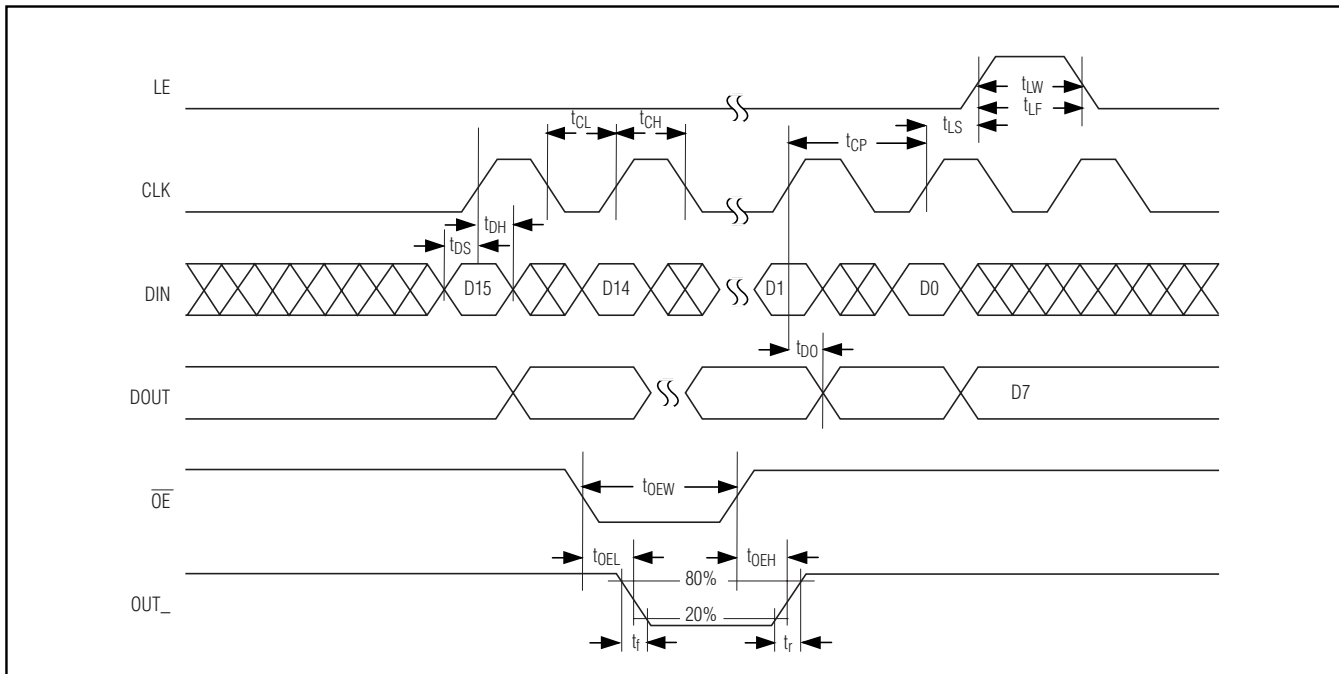 LE
tLW
tLF
tLS
tCL
tCH
tCP
CLK
tDH
tDS
DIN
D15
D14
D1
D0
tDO
DOUT
D7
OE
tOEW
tOEL
tOEH
80%
OUT_
20%
tf
tr